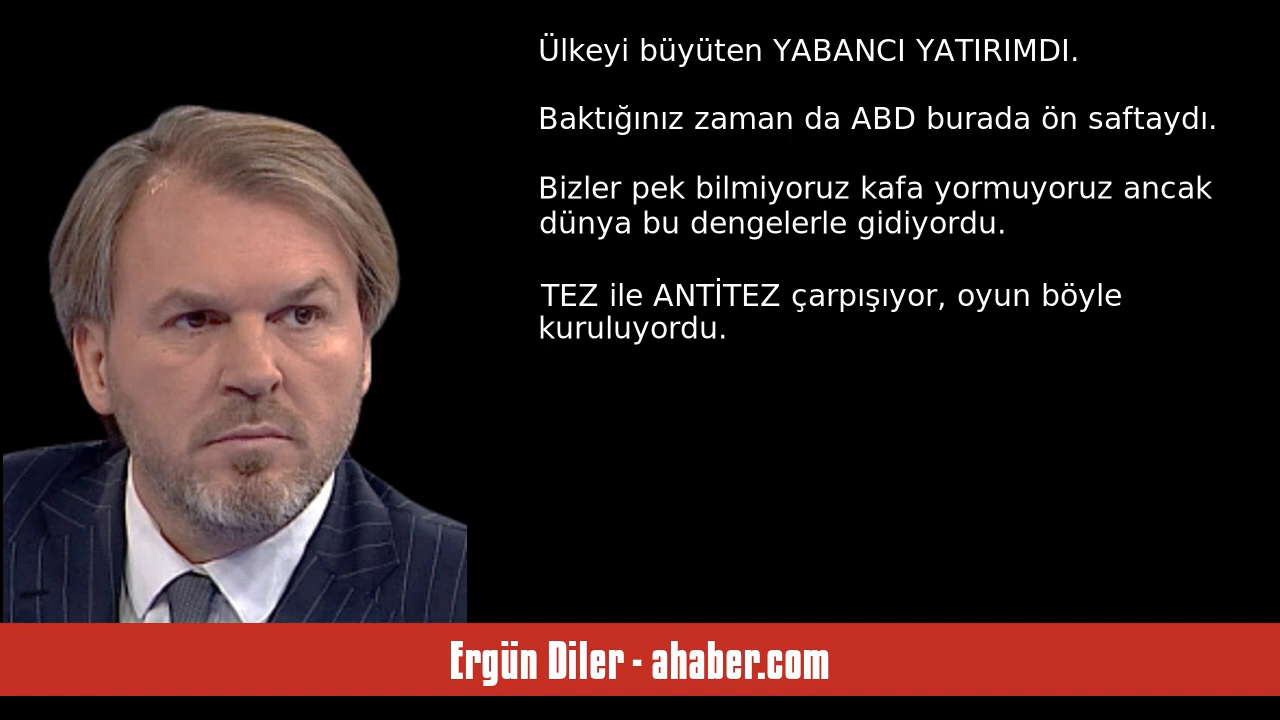 Ülkeyi büyüten YABANCI YATIRIMDI.
Baktığınız zaman da ABD burada ön saftaydı.
Bizler pek bilmiyoruz kafa yormuyoruz ancak
dünya bu dengelerle gidiyordu.
TEZ ile ANTİTEZ çarpışıyor, oyun böyle
kuruluyordu.
Ergün Diler - ahaber.com